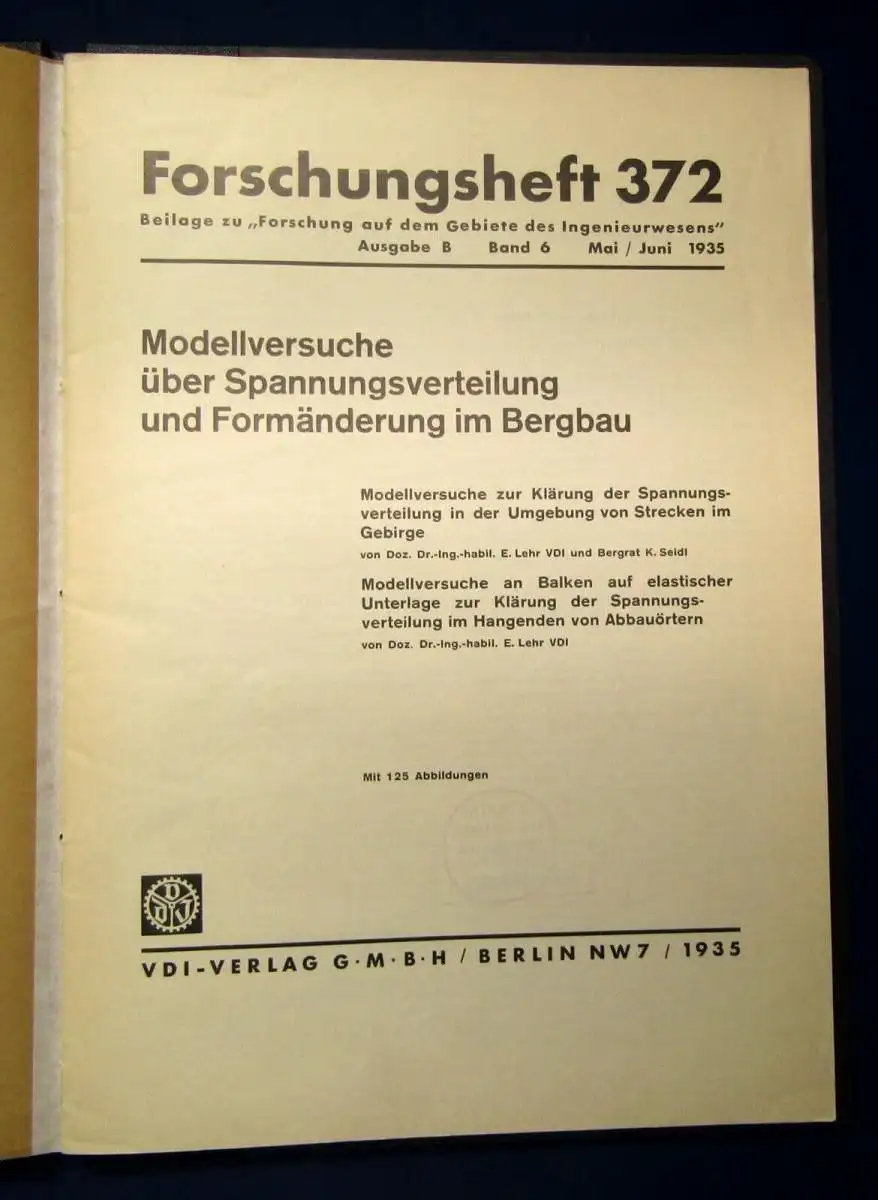 Forschungsheft 372
Beilage zu „Forschung auf dem Gebiete des Ingenieurwesens"
Ausgabe B Band 6 Mai / Juni 1935
Modellversuche
über Spannungsverteilung
und Formänderung im Bergbau
Modellversuche zur Klärung der Spannungs-
verteilung in der Umgebung von Strecken im
Gebirge
von Doz. Dr.-Ing.-habil. E. Lehr VDI und Bergrat K. Seidl
Modellversuche an Balken auf elastischer
Unterlage zur Klärung der Spannungs-
verteilung im Hangenden von Abbauörtern
von Doz. Dr.-Ing.-habil. E. Lehr VDI
Mit 125 Abbildungen
VDI
VDI-VERLAG G·M·B·H / BERLIN NW7 / 1935